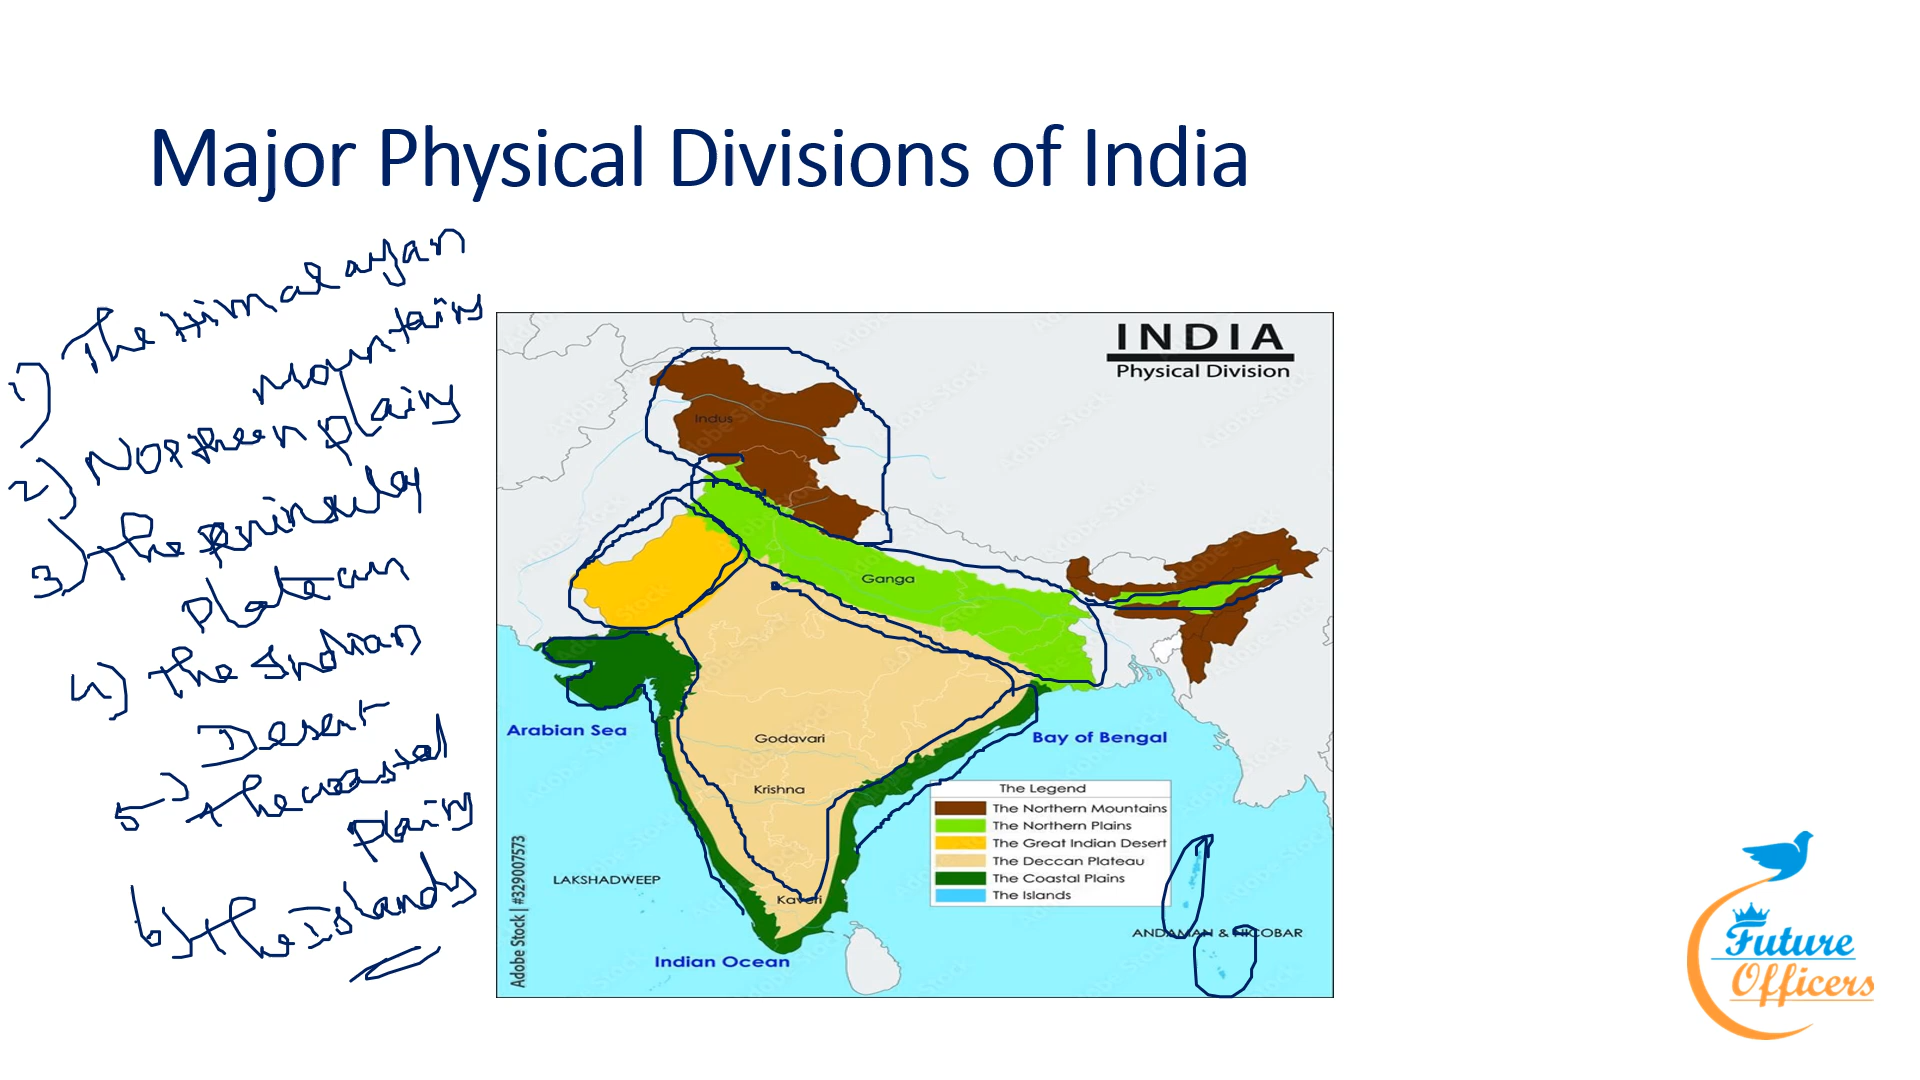 Major Physical Divisions of India
1) The Himalayan
Mountains
2) Northern plains
3) The Peninsular
Plateau
4) The Indian
Desert
5) The coastal
plains
6) The Islands
INDIA
Physical Division
Indus
Ganga
Godavari
Krishna
Kaveri
Arabian Sea
Bay of Bengal
LAKSHADWEEP
ANDAMAN & NICOBAR
Indian Ocean
The Legend
The Northern Mountains
The Northern Plains
The Great Indian Desert
The Deccan Plateau
The Coastal Plains
The Islands
Adobe Stock | #329007573
Future
Officers